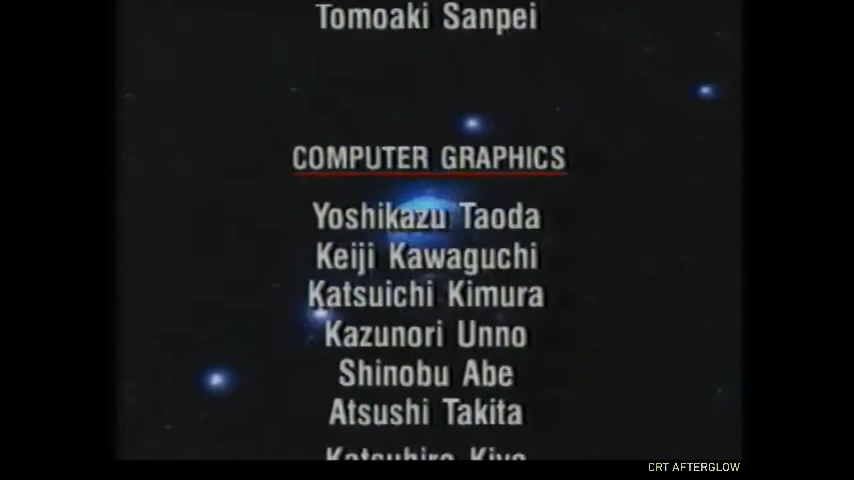 Tomoaki Sanpei
COMPUTER GRAPHICS
Yoshikazu Taoda
Keiji Kawaguchi
Katsuichi Kimura
Kazunori Unno
Shinobu Abe
Atsushi Takita
CRT AFTERGLOW